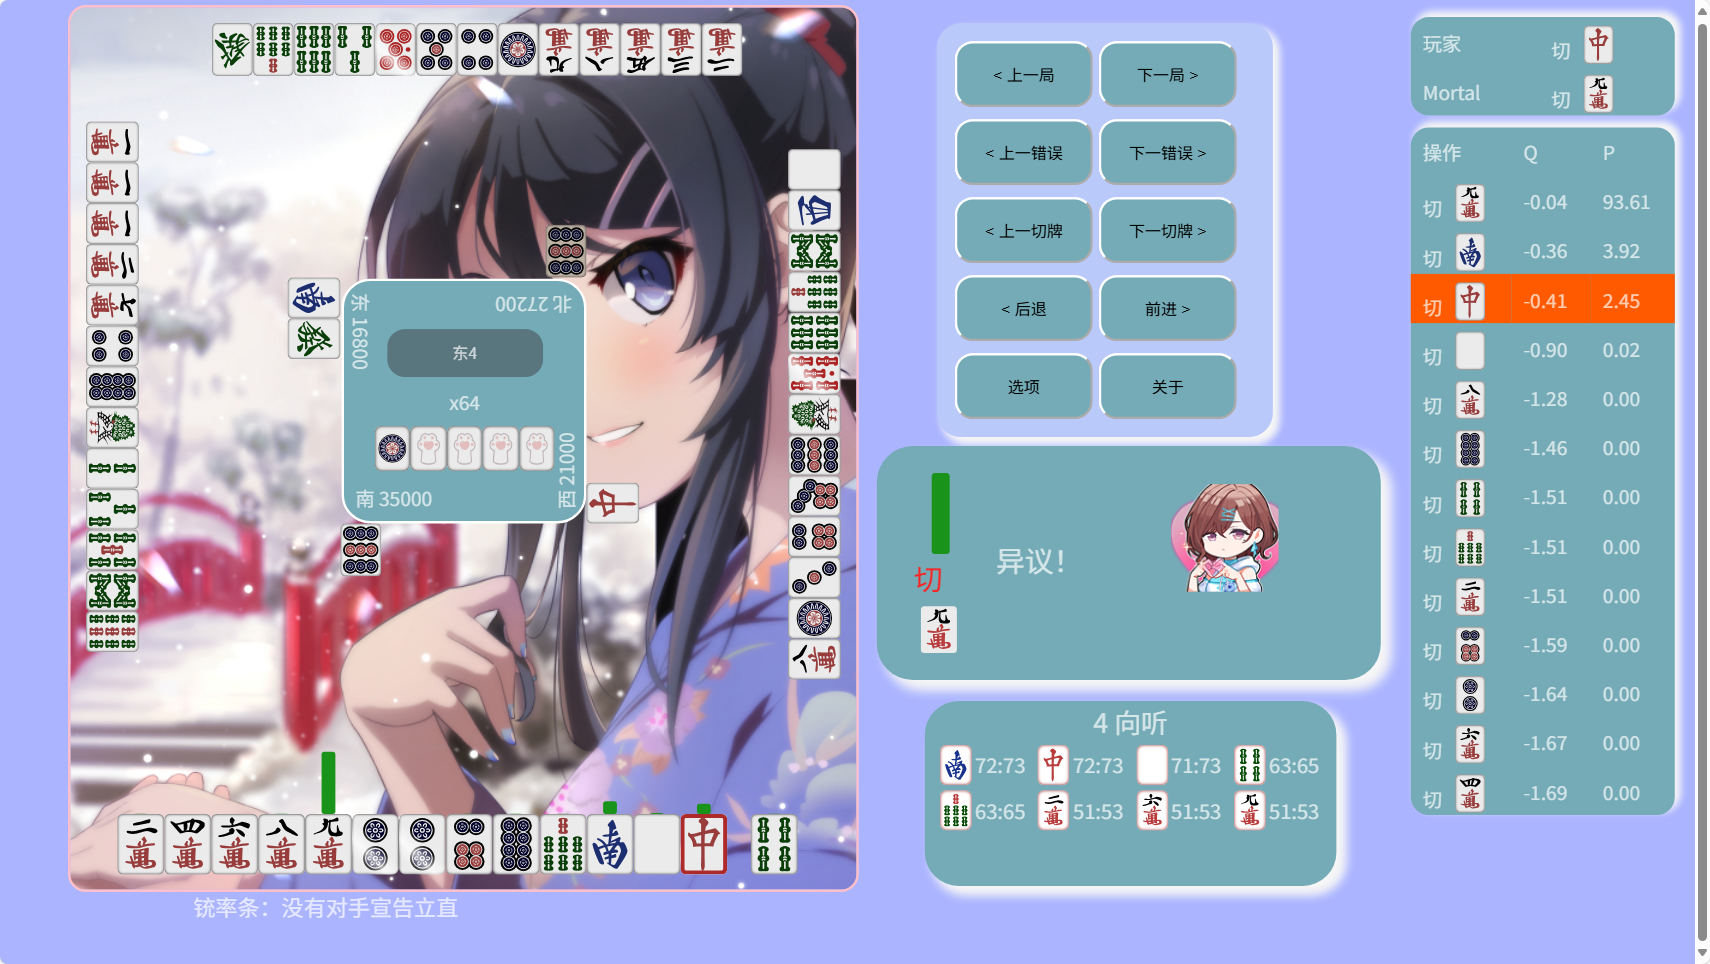 东 16800
北 27200
东4
x64
南 35000
西 21000
铳率条：没有对手宣告立直
< 上一局
下一局 >
< 上一错误
下一错误 >
< 上一切牌
下一切牌 >
< 后退
前进 >
选项
关于
切
异议!
4 向听
72:73 72:73 71:73 63:65
63:65 51:53 51:53 51:53
玩家 切
Mortal 切
操作 Q P
切 -0.04 93.61
切 -0.36 3.92
切 -0.41 2.45
切 -0.90 0.02
切 -1.28 0.00
切 -1.46 0.00
切 -1.51 0.00
切 -1.51 0.00
切 -1.51 0.00
切 -1.59 0.00
切 -1.64 0.00
切 -1.67 0.00
切 -1.69 0.00